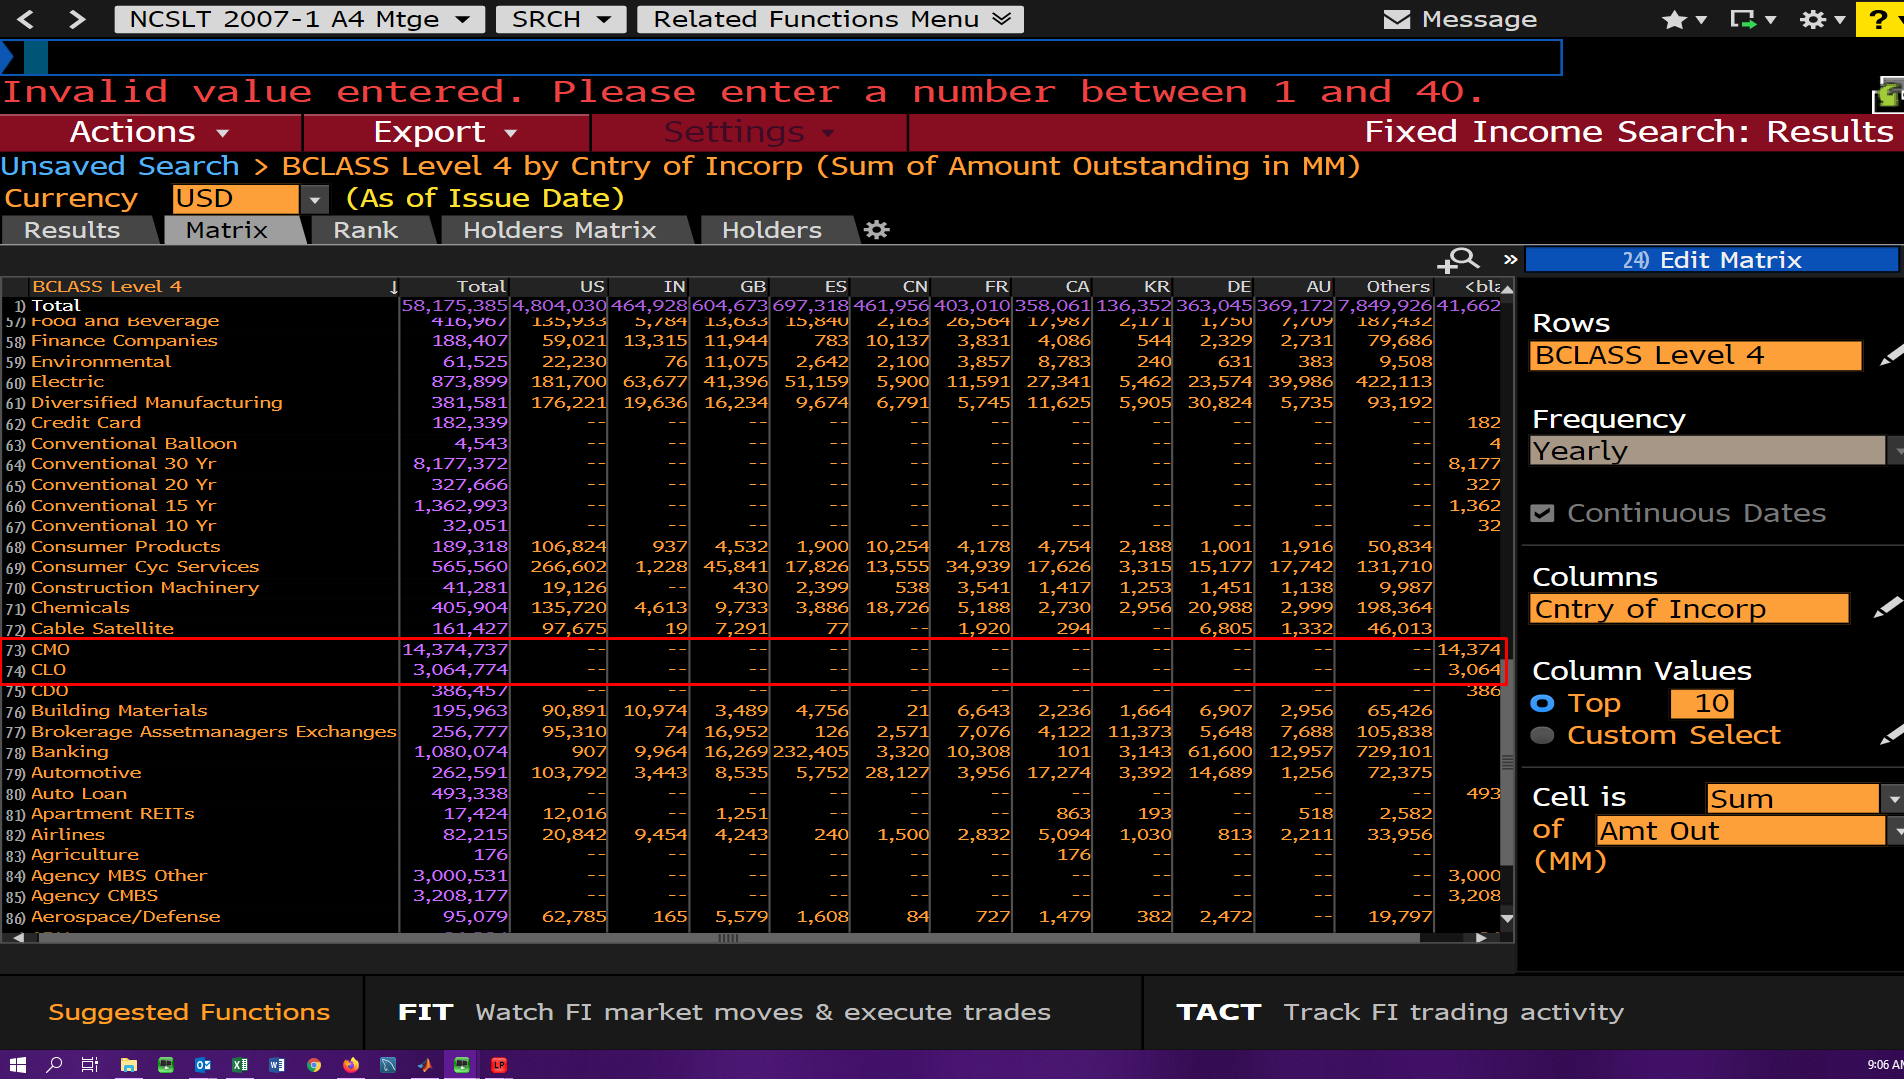 NCSLT 2007-1 A4 Mtge SRCH Related Functions Menu Message ?
Invalid value entered. Please enter a number between 1 and 40.
Actions Export Settings Fixed Income Search: Results
Unsaved Search > BCLASS Level 4 by Cntry of Incorp (Sum of Amount Outstanding in MM)
Currency USD (As of Issue Date)
Results Matrix Rank Holders Matrix Holders
» 24) Edit Matrix
BCLASS Level 4 Total US IN GB ES CN FR CA KR DE AU Others <bla
1) Total 58,175,385 4,804,030 464,928 604,673 697,318 461,956 403,010 358,061 136,352 363,045 369,172 7,849,926 41,662
57) Food and Beverage 416,967 135,933 5,784 13,633 15,840 2,163 26,564 17,987 2,171 1,750 7,709 187,432
58) Finance Companies 188,407 59,021 13,315 11,944 783 10,137 3,831 4,086 544 2,329 2,731 79,686
59) Environmental 61,525 22,230 76 11,075 2,642 2,100 3,857 8,783 240 631 383 9,508
60) Electric 873,899 181,700 63,677 41,396 51,159 5,900 11,591 27,341 5,462 23,574 39,986 422,113
61) Diversified Manufacturing 381,581 176,221 19,636 16,234 9,674 6,791 5,745 11,625 5,905 30,824 5,735 93,192
62) Credit Card 182,339 -- -- -- -- -- -- -- -- -- -- -- 182
63) Conventional Balloon 4,543 -- -- -- -- -- -- -- -- -- -- -- 4
64) Conventional 30 Yr 8,177,372 -- -- -- -- -- -- -- -- -- -- -- 8,177
65) Conventional 20 Yr 327,666 -- -- -- -- -- -- -- -- -- -- -- 327
66) Conventional 15 Yr 1,362,993 -- -- -- -- -- -- -- -- -- -- -- 1,362
67) Conventional 10 Yr 32,051 -- -- -- -- -- -- -- -- -- -- -- 32
68) Consumer Products 189,318 106,824 937 4,532 1,900 10,254 4,178 4,754 2,188 1,001 1,916 50,834
69) Consumer Cyc Services 565,560 266,602 1,228 45,841 17,826 13,555 34,939 17,626 3,315 15,177 17,742 131,710
70) Construction Machinery 41,281 19,126 -- 430 2,399 538 3,541 1,417 1,253 1,451 1,138 9,987
71) Chemicals 405,904 135,720 4,613 9,733 3,886 18,726 5,188 2,730 2,956 20,988 2,999 198,364
72) Cable Satellite 161,427 97,675 19 7,291 77 -- 1,920 294 -- 6,805 1,332 46,013
73) CMO 14,374,737 -- -- -- -- -- -- -- -- -- -- -- 14,374
74) CLO 3,064,774 -- -- -- -- -- -- -- -- -- -- -- 3,064
75) CDO 386,457 -- -- -- -- -- -- -- -- -- -- -- 386
76) Building Materials 195,963 90,891 10,974 3,489 4,756 21 6,643 2,236 1,664 6,907 2,956 65,426
77) Brokerage Assetmanagers Exchanges 256,777 95,310 74 16,952 126 2,571 7,076 4,122 11,373 5,648 7,688 105,838
78) Banking 1,080,074 907 9,964 16,269 232,405 3,320 10,308 101 3,143 61,600 12,957 729,101
79) Automotive 262,591 103,792 3,443 8,535 5,752 28,127 3,956 17,274 3,392 14,689 1,256 72,375
80) Auto Loan 493,338 -- -- -- -- -- -- -- -- -- -- -- 493
81) Apartment REITs 17,424 12,016 -- 1,251 -- -- -- 863 193 -- 518 2,582
82) Airlines 82,215 20,842 9,454 4,243 240 1,500 2,832 5,094 1,030 813 2,211 33,956
83) Agriculture 176 -- -- -- -- -- -- 176 -- -- -- --
84) Agency MBS Other 3,000,531 -- -- -- -- -- -- -- -- -- -- -- 3,000
85) Agency CMBS 3,208,177 -- -- -- -- -- -- -- -- -- -- -- 3,208
86) Aerospace/Defense 95,079 62,785 165 5,579 1,608 84 727 1,479 382 2,472 -- 19,797
Rows
BCLASS Level 4
Frequency
Yearly
Continuous Dates
Columns
Cntry of Incorp
Column Values
Top 10
Custom Select
Cell is Sum
of Amt Out
(MM)
Suggested Functions FIT Watch FI market moves & execute trades TACT Track FI trading activity
9:06 AM